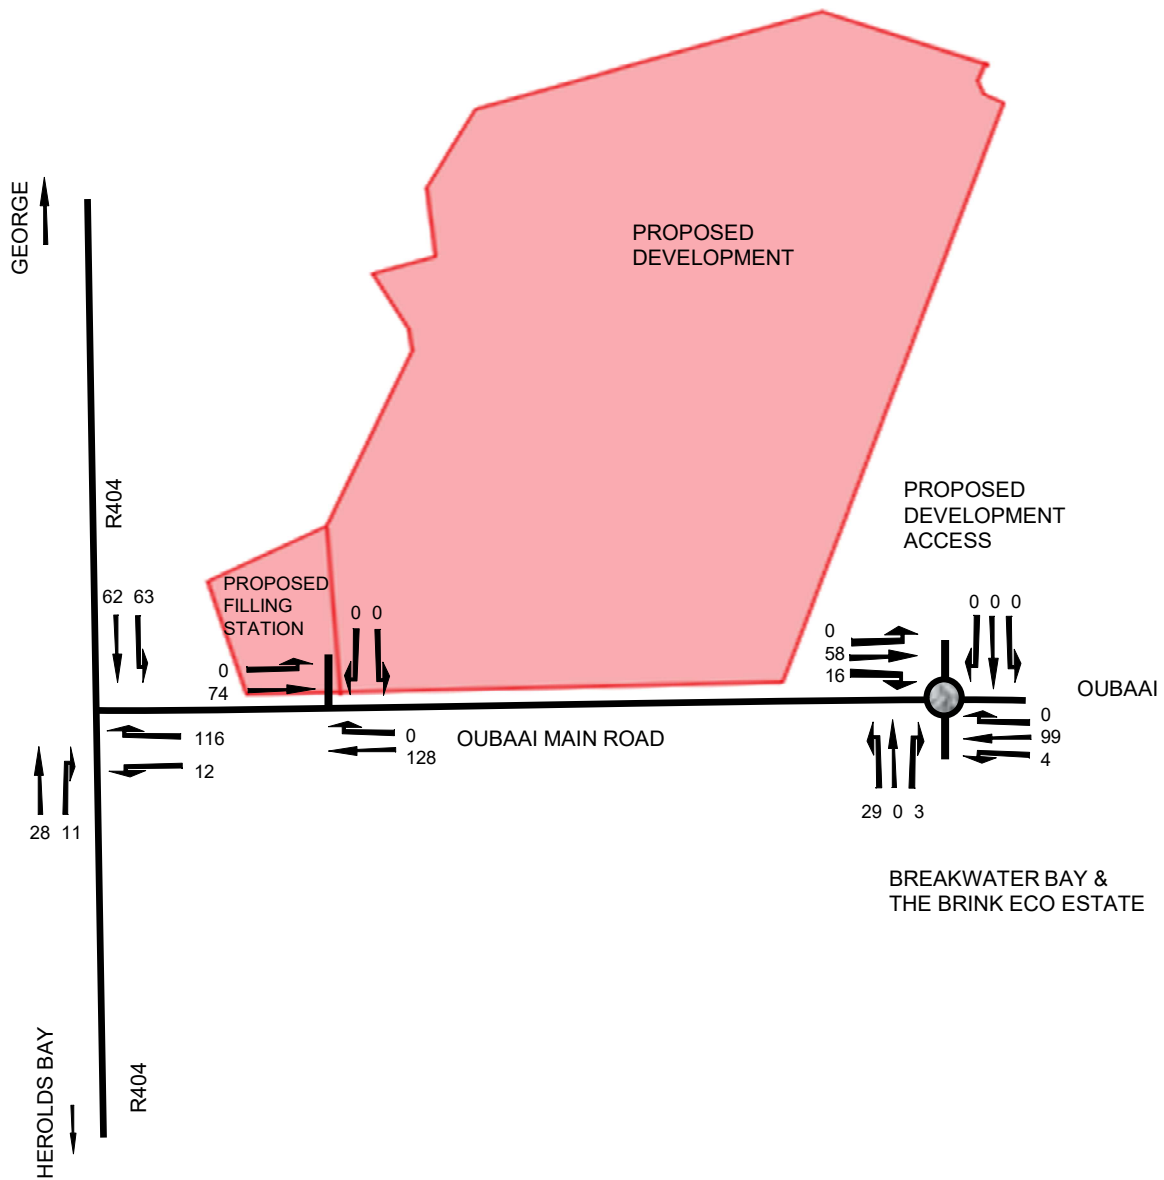 GEORGE
PROPOSED
DEVELOPMENT
R404
PROPOSED
DEVELOPMENT
ACCESS
62 63
PROPOSED
FILLING
STATION
0 0
0
74
0 0 0
0
58
16
OUBAAI
116
12
0
128
OUBAAI MAIN ROAD
0
99
4
28 11
29 0 3
BREAKWATER BAY &
THE BRINK ECO ESTATE
HEROLDS BAY
R404